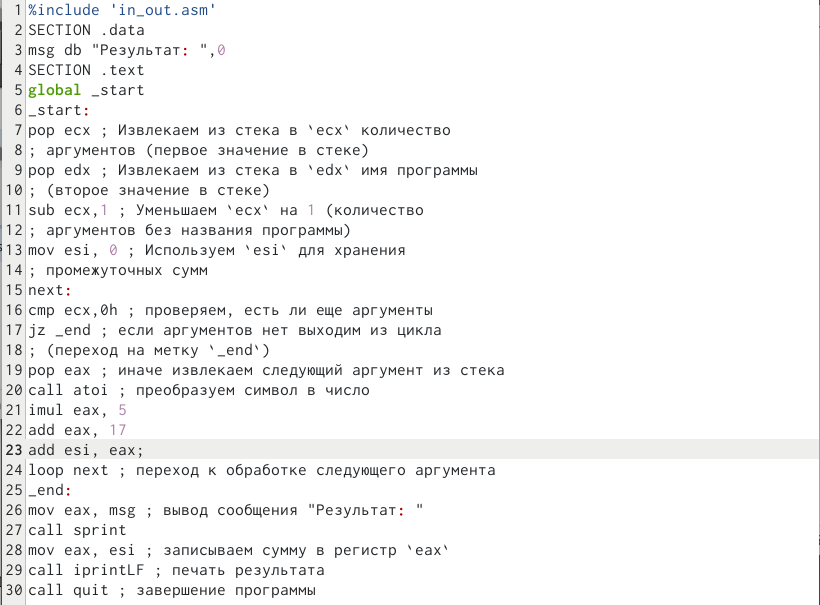 1 %include 'in_out.asm'
2 SECTION .data
3 msg db "Результат: ",0
4 SECTION .text
5 global _start
6 _start:
7 pop ecx ; Извлекаем из стека в `ecx` количество
8 ; аргументов (первое значение в стеке)
9 pop edx ; Извлекаем из стека в `edx` имя программы
10 ; (второе значение в стеке)
11 sub ecx,1 ; Уменьшаем `ecx` на 1 (количество
12 ; аргументов без названия программы)
13 mov esi, 0 ; Используем `esi` для хранения
14 ; промежуточных сумм
15 next:
16 cmp ecx,0h ; проверяем, есть ли еще аргументы
17 jz _end ; если аргументов нет выходим из цикла
18 ; (переход на метку `_end`)
19 pop eax ; иначе извлекаем следующий аргумент из стека
20 call atoi ; преобразуем символ в число
21 imul eax, 5
22 add eax, 17
23 add esi, eax;
24 loop next ; переход к обработке следующего аргумента
25 _end:
26 mov eax, msg ; вывод сообщения "Результат: "
27 call sprint
28 mov eax, esi ; записываем сумму в регистр `eax`
29 call iprintLF ; печать результата
30 call quit ; завершение программы